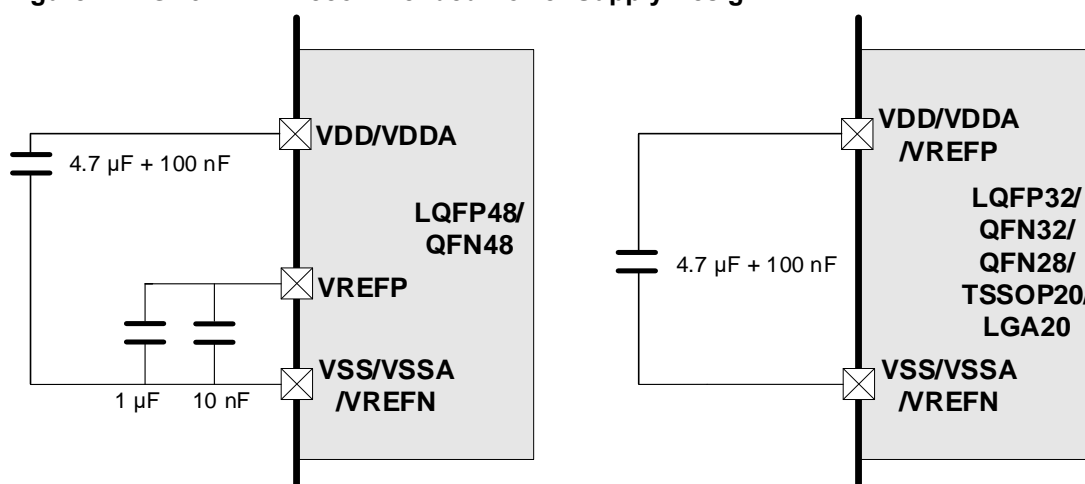 VDD/VDDA
4.7 µF + 100 nF
LQFP48/
QFN48
VREFP
VSS/VSSA
/VREFN
1 µF
10 nF
VDD/VDDA
/VREFP
LQFP32/
QFN32/
QFN28/
TSSOP20/
LGA20
4.7 µF + 100 nF
VSS/VSSA
/VREFN